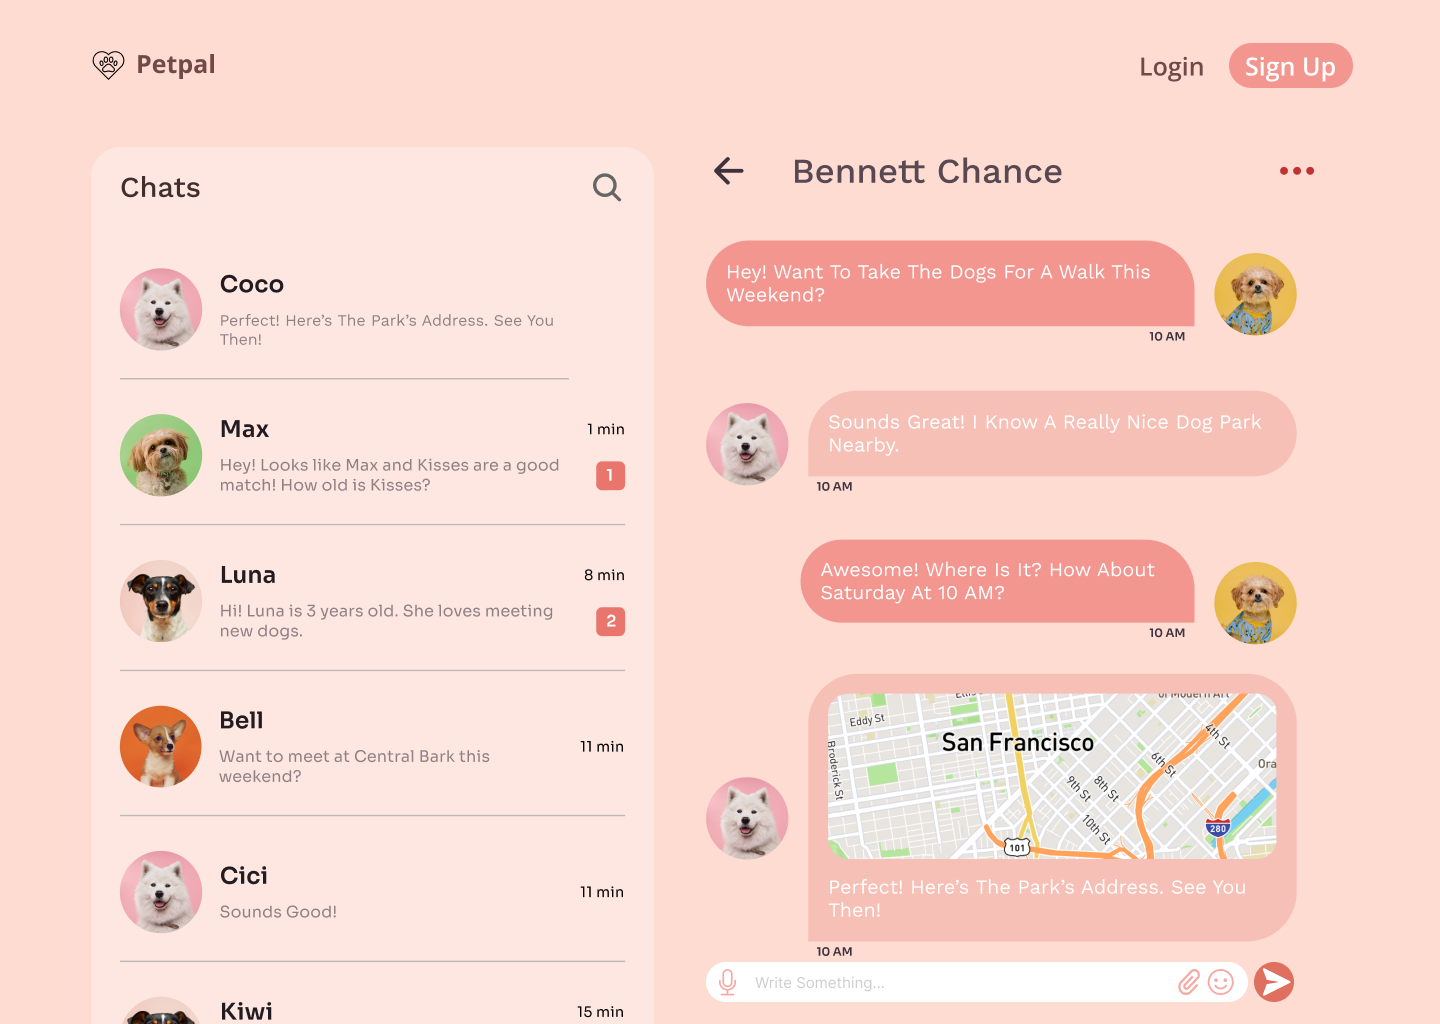 Petpal
Login
Sign Up
Chats
Coco
Perfect! Here's The Park's Address. See You
Then!
Max
1 min
Hey! Looks like Max and Kisses are a good
match! How old is Kisses?
1
Luna
8 min
Hi! Luna is 3 years old. She loves meeting
new dogs.
2
Bell
Want to meet at Central Bark this
weekend?
11 min
Cici
Sounds Good!
11 min
Kiwi
15 min
Bennett Chance
Hey! Want To Take The Dogs For A Walk This
Weekend?
10 AM
Sounds Great! I Know A Really Nice Dog Park
Nearby.
10 AM
Awesome! Where Is It? How About
Saturday At 10 AM?
10 AM
of Modern Art
Eddy St
Broderick St
San Francisco
4th St
6th St
8th St
9th St
10th St
Ora
280
101
Perfect! Here's The Park's Address. See You
Then!
10 AM
Write Something...